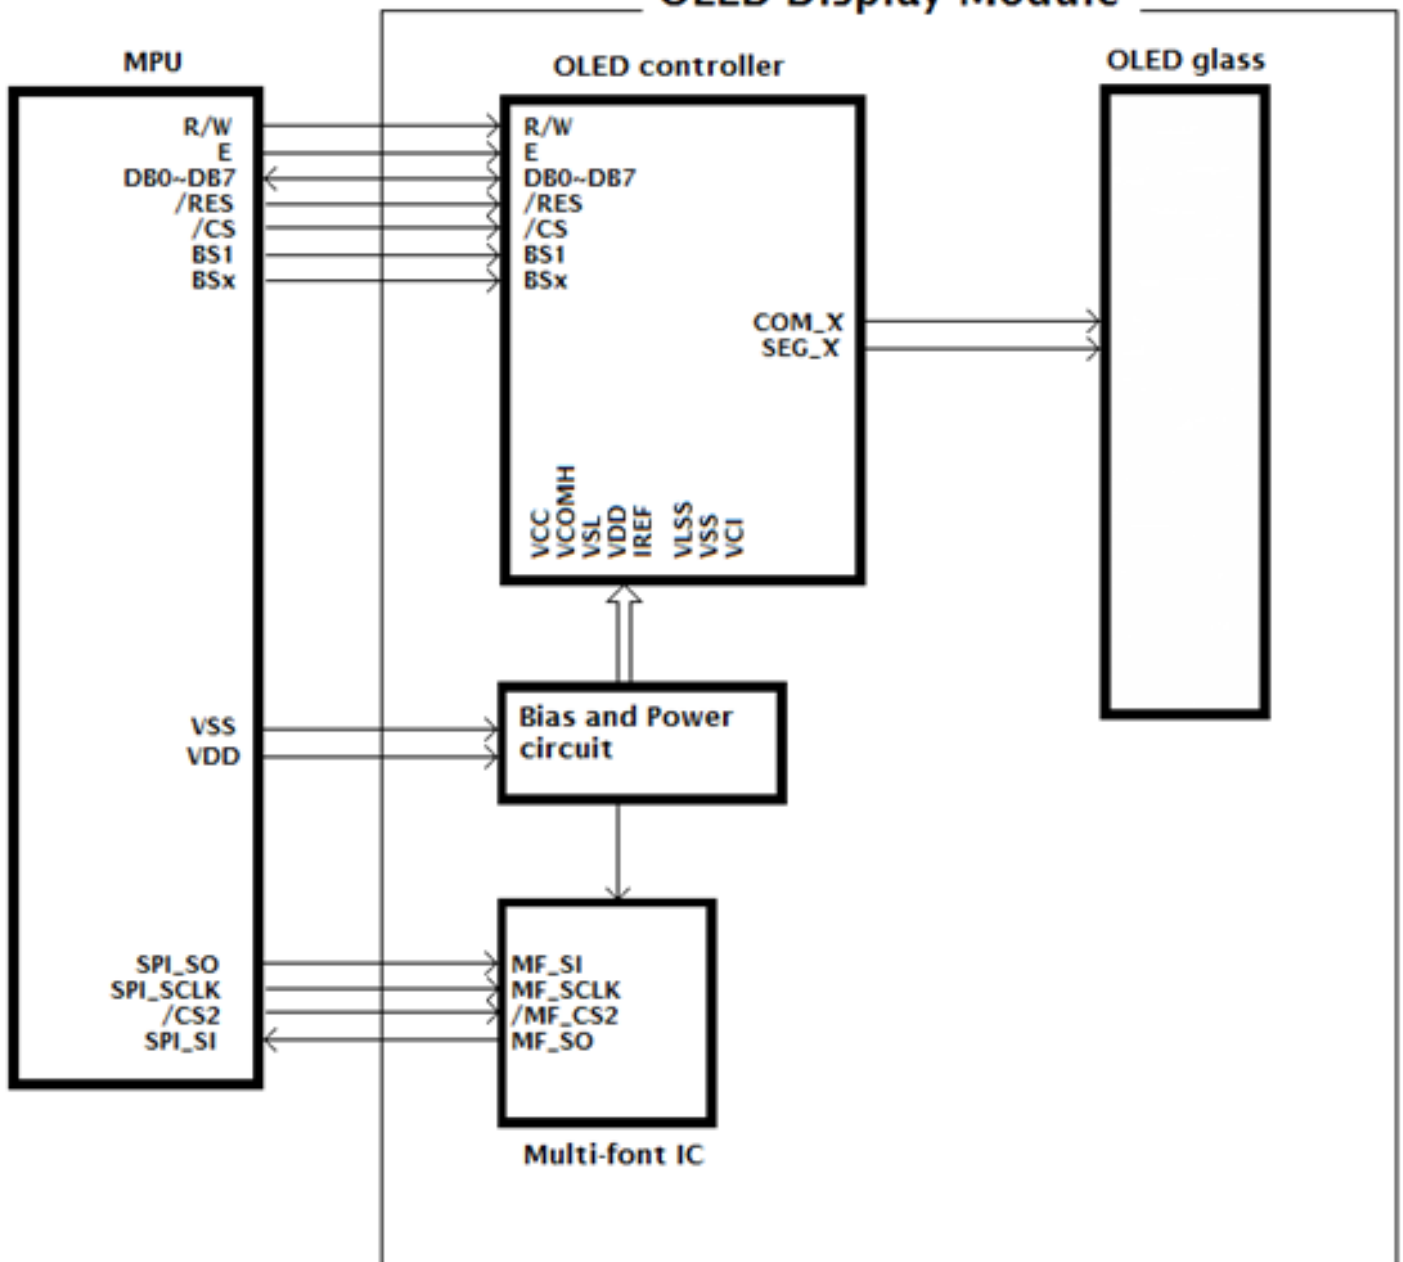 OLED Display Module
MPU
OLED controller
OLED glass
R/W
E
DB0~DB7
/RES
/CS
BS1
BSx
R/W
E
DB0~DB7
/RES
/CS
BS1
BSx
COM_X
SEG_X
VCC
VCOMH
VSL
VDD
IREF
VLSS
VSS
VCI
VSS
VDD
Bias and Power
circuit
SPI_SO
SPI_SCLK
/CS2
SPI_SI
MF_SI
MF_SCLK
/MF_CS2
MF_SO
Multi-font IC